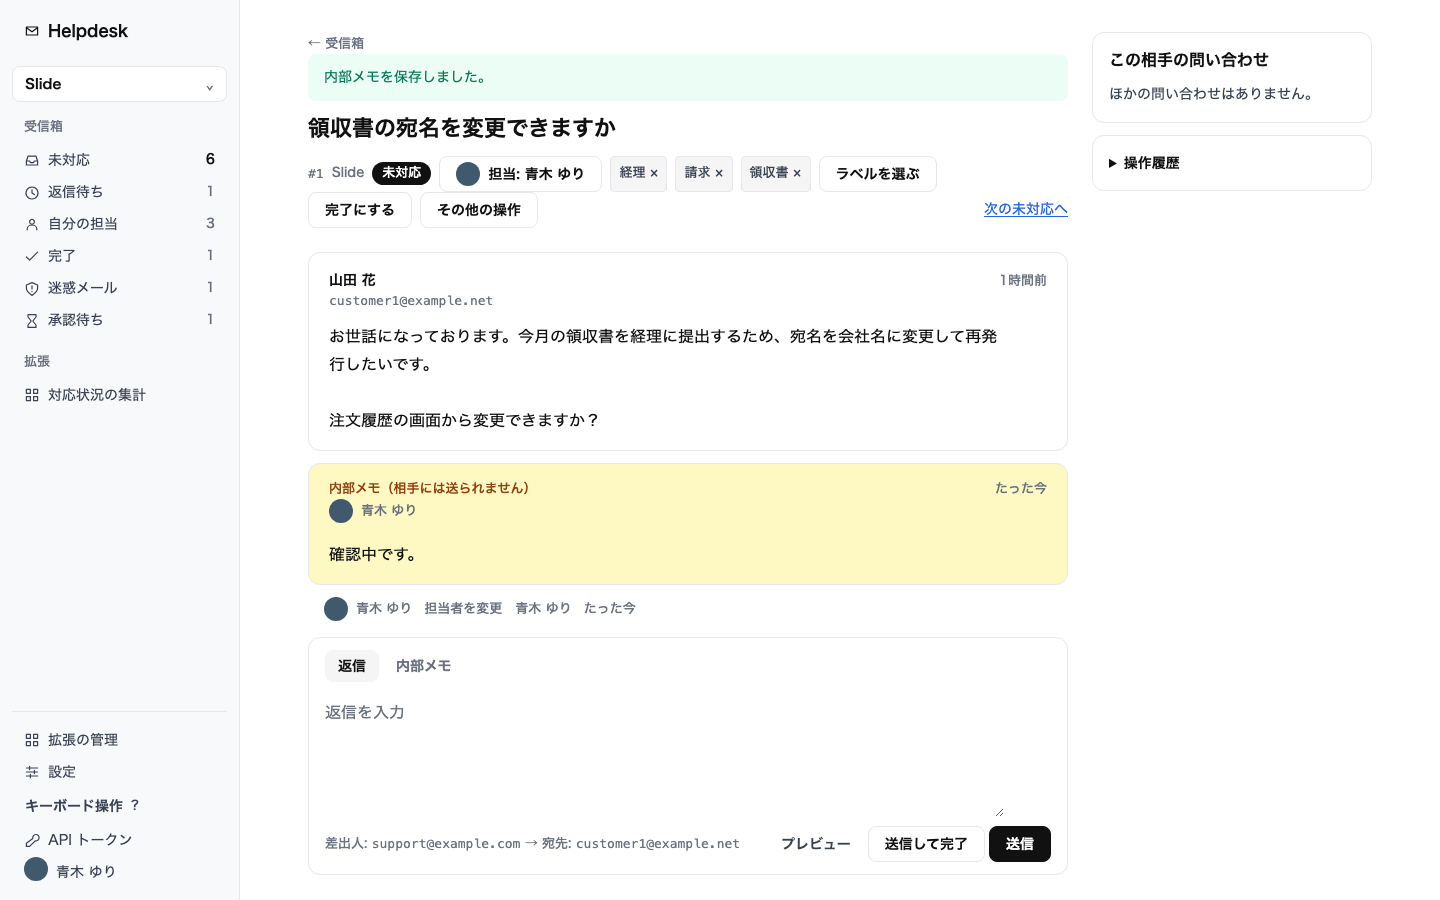 Helpdesk
Slide
受信箱
未対応 6
返信待ち 1
自分の担当 3
完了 1
迷惑メール 1
承認待ち 1
拡張
対応状況の集計
拡張の管理
設定
キーボード操作 ?
API トークン
青木 ゆり
← 受信箱
内部メモを保存しました。
領収書の宛名を変更できますか
#1 Slide 未対応 担当: 青木 ゆり 経理 × 請求 × 領収書 × ラベルを選ぶ
完了にする その他の操作 次の未対応へ
山田 花 1時間前
customer1@example.net
お世話になっております。今月の領収書を経理に提出するため、宛名を会社名に変更して再発
行したいです。
注文履歴の画面から変更できますか？
内部メモ（相手には送られません） たった今
青木 ゆり
確認中です。
青木 ゆり 担当者を変更 青木 ゆり たった今
返信 内部メモ
返信を入力
差出人: support@example.com → 宛先: customer1@example.net プレビュー 送信して完了 送信
この相手の問い合わせ
ほかの問い合わせはありません。
▶ 操作履歴